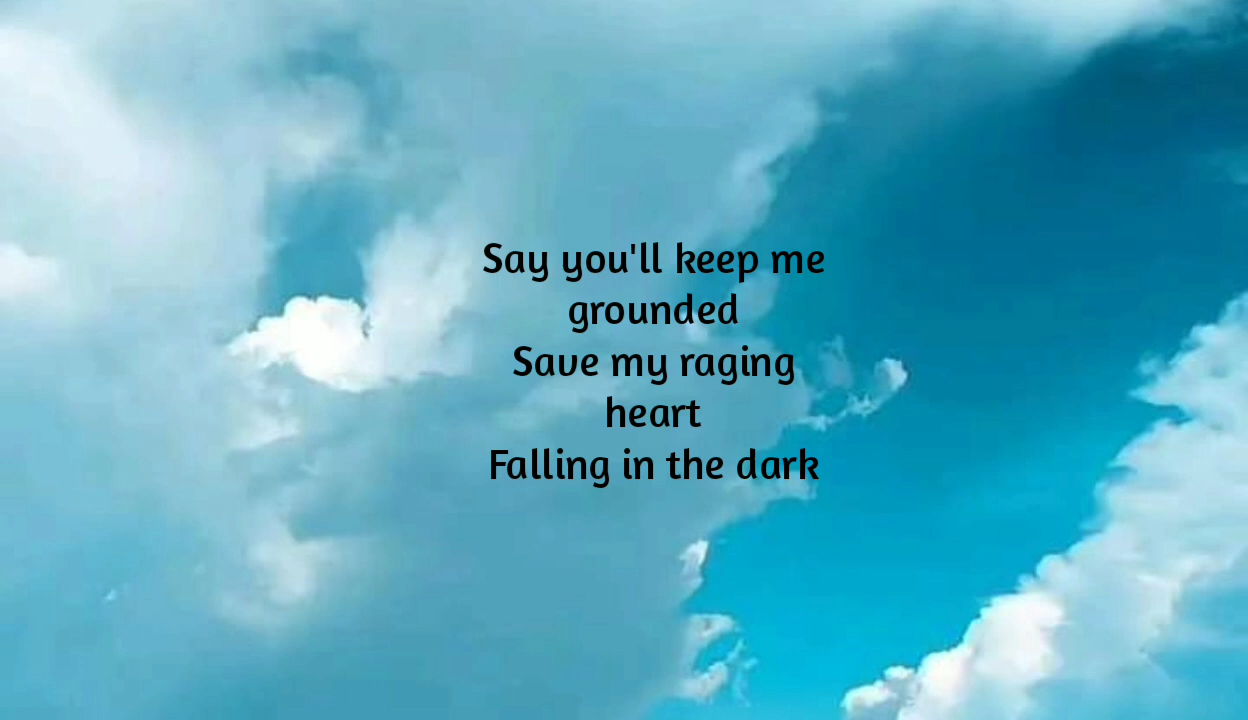 Say you'll keep me
grounded
Save my raging
heart
Falling in the dark